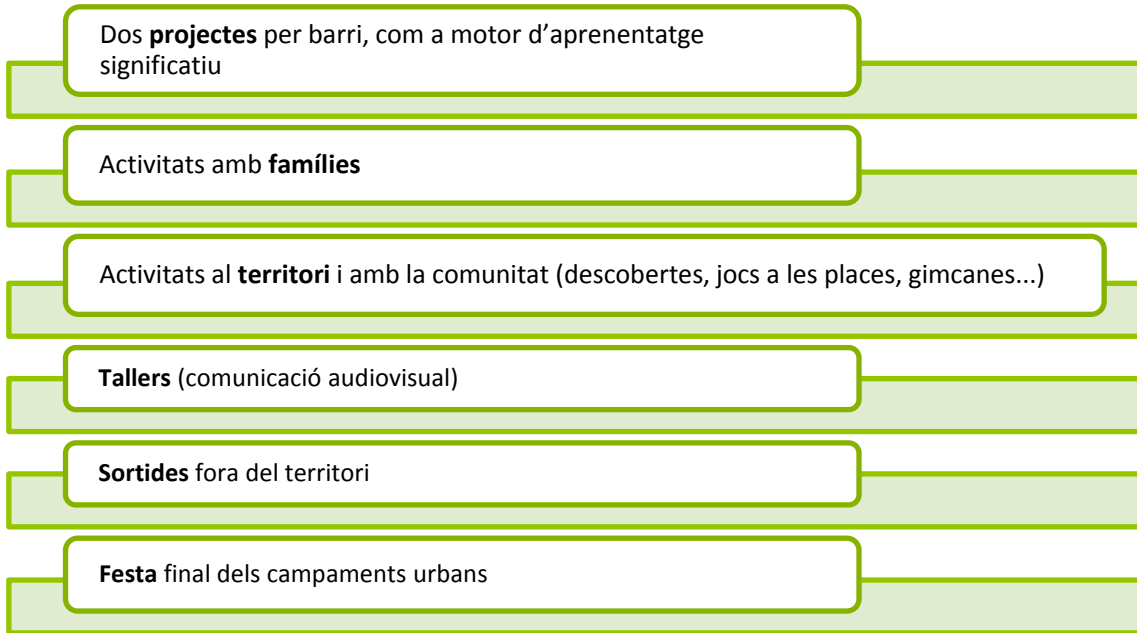 Dos projectes per barri, com a motor d’aprenentatge
significatiu
Activitats amb famílies
Activitats al territori i amb la comunitat (descobertes, jocs a les places, gimcanes...)
Tallers (comunicació audiovisual)
Sortides fora del territori
Festa final dels campaments urbans